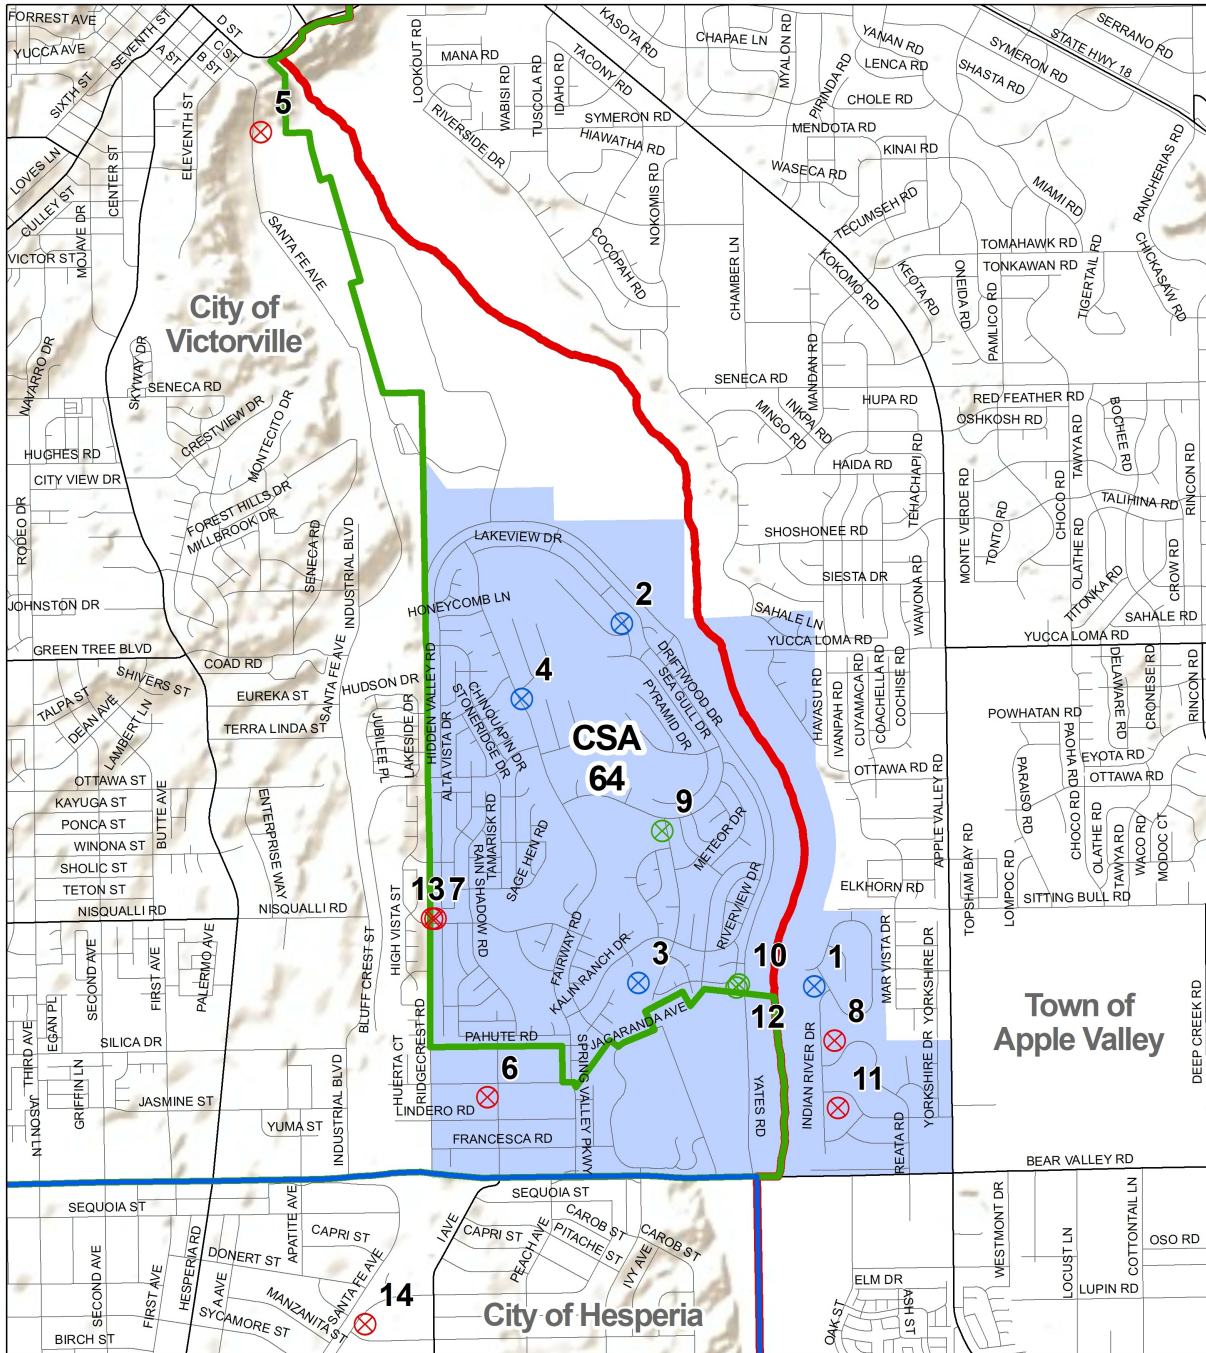 FORREST AVE
YUCCA AVE
SEVENTH ST
D ST
C ST
B ST
A ST
SIXTH ST
ELEVENTH ST
LOVES LN
CULLEY ST
CENTER ST
VICTOR ST
MOJAVE DR
SANTA FE AVE
5
LOOKOUT RD
MANA RD
WABISI RD
TUSCOLA RD
IDAHO RD
TACONY RD
KASOTA RD
CHAPAE LN
MYALON RD
YANAN RD
LENCA RD
SERRANO RD
STATE HWY 18
SYMERON RD
SHASTA RD
PIRINDA RD
CHOLE RD
RIVERSIDE DR
SYMERON RD
HIAWATHA RD
MENDOTA RD
KINAI RD
WASECA RD
NOKOMIS RD
TECUMSEH RD
MIAMI RD
RANCHERIAS RD
COCOPAH RD
CHAMBER LN
KOKOMO RD
KEOTA RD
TOMAHAWK RD
TONKAWAN RD
ONEIDA RD
PAMLICO RD
TIGERTAIL RD
CHICKASAW RD
City of
Victorville
NAVARRO DR
SKYWAY DR
SENECA RD
CRESTVIEW DR
MONTECITO DR
HUGHES RD
CITY VIEW DR
FOREST HILLS DR
MILLBROOK DR
RODEO DR
SENECA RD
INDUSTRIAL BLVD
JOHNSTON DR
GREEN TREE BLVD
SENECA RD
MANDAN RD
MINGO RD
INKPA RD
HUPA RD
RED FEATHER RD
OSHKOSH RD
TAWYA RD
BOCHEE RD
HAIDA RD
TEHACHAPI RD
MONTE VERDE RD
TONTO RD
CHOCO RD
TALIHINA RD
RINCON RD
SHOSHONEE RD
SIESTA DR
WAWONA RD
OLATHE RD
TITONKA RD
CROW RD
SAHALE RD
SAHALE LN
YUCCA LOMA RD
YUCCA LOMA RD
LAKEVIEW DR
HONEYCOMB LN
2
4
DRIFTWOOD DR
SEA GULL DR
PYRAMID DR
CSA
64
9
METEOR DR
HIDDEN VALLEY RD
CHINQUAPIN DR
STONERIDGE DR
ALTA VISTA DR
TAMARISK RD
RAIN SHADOW RD
SAGE HEN RD
13
7
COAD RD
SHIVERS ST
TALPA ST
DEAN AVE
LAMBERT LN
EUREKA ST
TERRA LINDA ST
SANTA FE AVE
HUDSON DR
JUBILEE PL
LAKESIDE DR
OTTAWA ST
KAYUGA ST
PONCA ST
WINONA ST
SHOLIC ST
TETON ST
NISQUALLI RD
NISQUALLI RD
BUTTE AVE
ENTERPRISE WAY
HIGH VISTA ST
BLUFF CREST ST
HAVASU RD
IVANPAH RD
CUYAMACA RD
COACHELLA RD
COCHISE RD
OTTAWA RD
APPLE VALLEY RD
ELKHORN RD
POWHATAN RD
PARAISO RD
PAOHA RD
CHOCO RD
EYOTA RD
OTTAWA RD
DELAWARE RD
CRONESE RD
RINCON RD
OLATHE RD
TAWYA RD
WACO RD
MODOC CT
TOPSHAM BAY RD
LOMPOC RD
SITTING BULL RD
SECOND AVE
FIRST AVE
PALERMO AVE
THIRD AVE
EGAN PL
SILICA DR
JASON LN
GRIFFIN LN
JASMINE ST
YUMA ST
INDUSTRIAL BLVD
HUERTA CT
RIDGECREST RD
FAIRWAY RD
KALIN RANCH DR
RIVERVIEW DR
3
10
12
1
8
11
MAR VISTA DR
YORKSHIRE DR
YORKSHIRE DR
PAHUTE RD
JACARANDA AVE
6
LINDERO RD
FRANCESCA RD
SPRING VALLEY PKWY
YATES RD
INDIAN RIVER DR
REATA RD
Town of
Apple Valley
DEEP CREEK RD
BEAR VALLEY RD
SEQUOIA ST
APATITE AVE
CAPRI ST
DONERT ST
SECOND AVE
FIRST AVE
HESPERIA RD
A AVE
MANZANITA ST
SYCAMORE ST
SANTA FE AVE
BIRCH ST
14
I AVE
SEQUOIA ST
CAPRI ST
PEACH AVE
CAROB ST
PITACHE ST
CAROB ST
IVY AVE
City of Hesperia
ELM DR
OAK ST
ASH ST
WESTMONT DR
LOCUST LN
COTTONTAIL LN
OSO RD
LUPIN RD